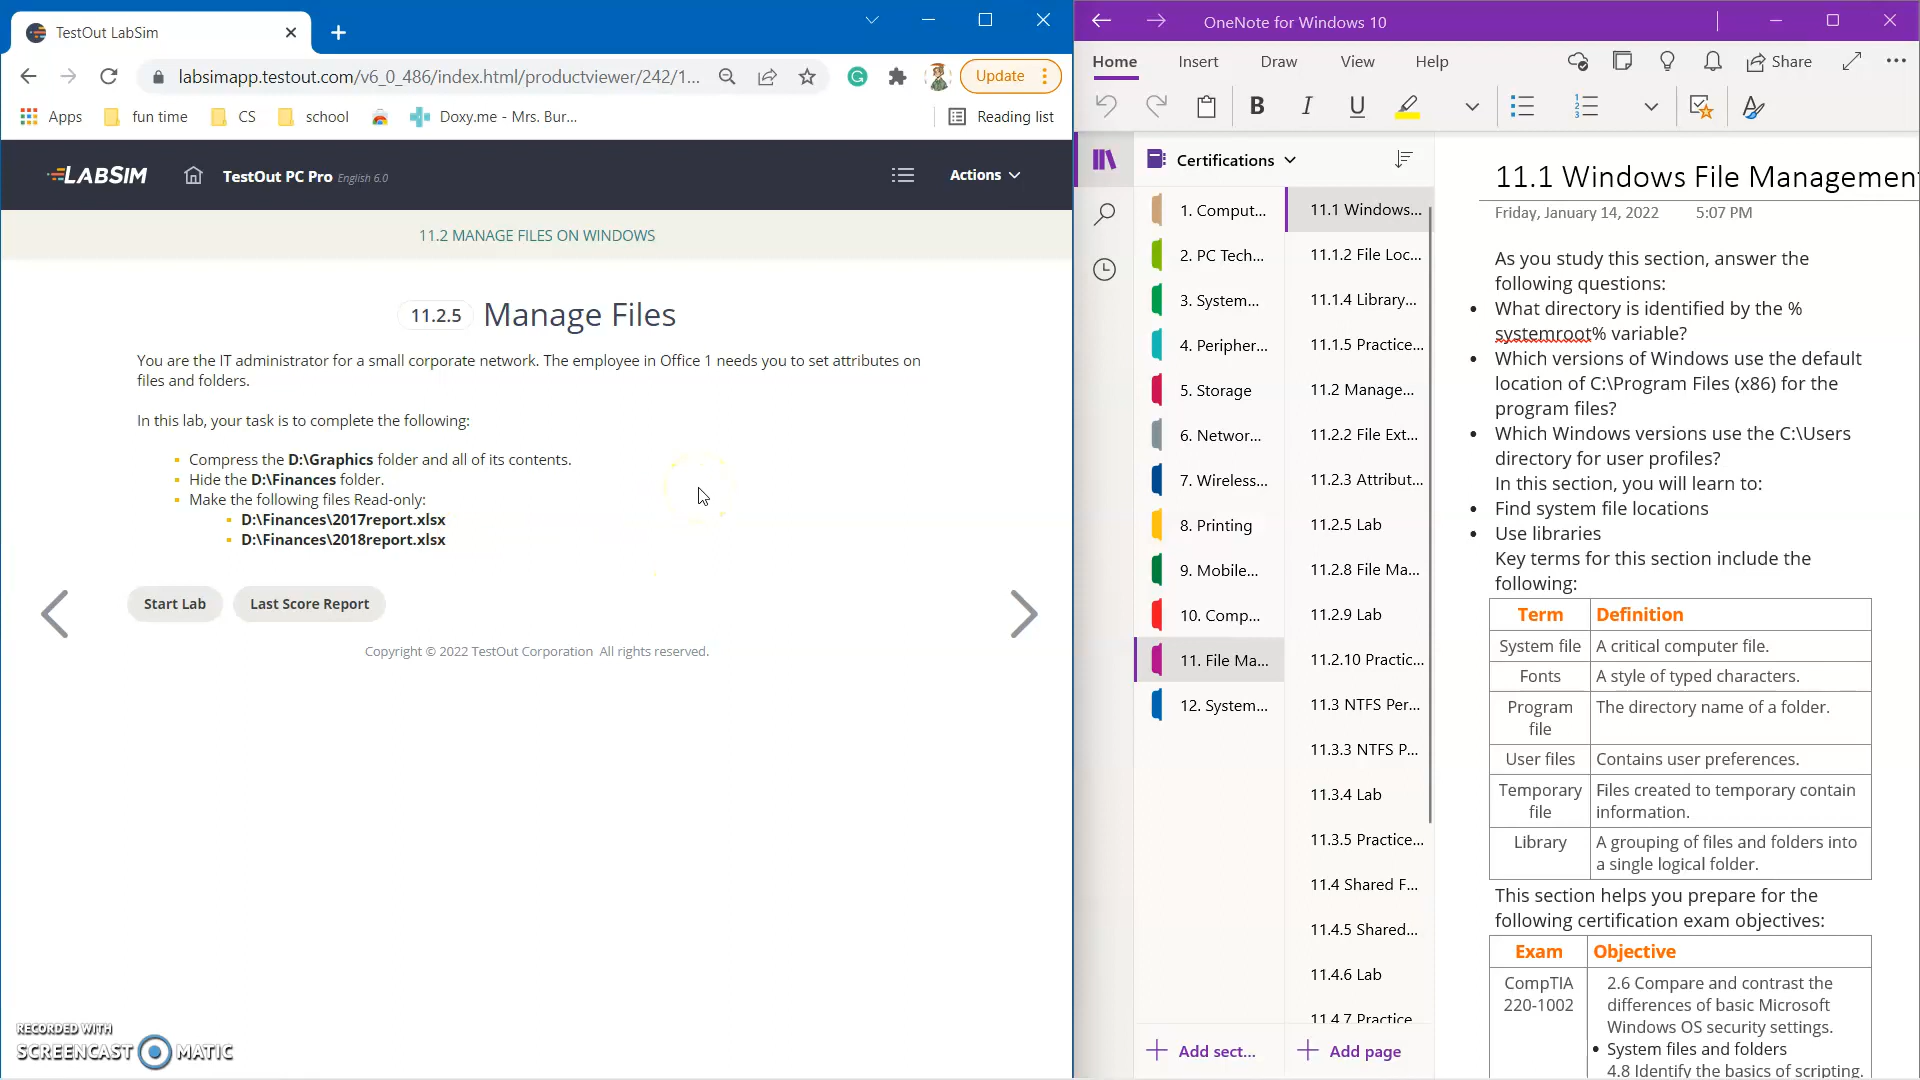 TestOut LabSim
labsimapp.testout.com/v6_0_486/index.html/productviewer/242/1...
Update
Apps
fun time
CS
school
Doxy.me - Mrs. Bur...
Reading list
LABSIM
TestOut PC Pro English 6.0
Actions
11.2 MANAGE FILES ON WINDOWS
11.2.5 Manage Files
You are the IT administrator for a small corporate network. The employee in Office 1 needs you to set attributes on
files and folders.
In this lab, your task is to complete the following:
Compress the D:\Graphics folder and all of its contents.
Hide the D:\Finances folder.
Make the following files Read-only:
D:\Finances\2017report.xlsx
D:\Finances\2018report.xlsx
Start Lab
Last Score Report
Copyright © 2022 TestOut Corporation All rights reserved.
RECORDED WITH
SCREENCAST MATIC
OneNote for Windows 10
Home
Insert
Draw
View
Help
Share
B I U
Certifications
1. Comput...
2. PC Tech...
3. System...
4. Peripher...
5. Storage
6. Networ...
7. Wireless...
8. Printing
9. Mobile...
10. Comp...
11. File Ma...
12. System...
Add sect...
11.1 Windows...
11.1.2 File Loc...
11.1.4 Library...
11.1.5 Practice...
11.2 Manage...
11.2.2 File Ext...
11.2.3 Attribut...
11.2.5 Lab
11.2.8 File Ma...
11.2.9 Lab
11.2.10 Practic...
11.3 NTFS Per...
11.3.3 NTFS P...
11.3.4 Lab
11.3.5 Practice...
11.4 Shared F...
11.4.5 Shared...
11.4.6 Lab
11.4.7 Practice
Add page
11.1 Windows File Managemen
Friday, January 14, 2022 5:07 PM
As you study this section, answer the
following questions:
• What directory is identified by the %
systemroot% variable?
• Which versions of Windows use the default
location of C:\Program Files (x86) for the
program files?
• Which Windows versions use the C:\Users
directory for user profiles?
In this section, you will learn to:
• Find system file locations
• Use libraries
Key terms for this section include the
following:
Term Definition
System file A critical computer file.
Fonts A style of typed characters.
Program The directory name of a folder.
file
User files Contains user preferences.
Temporary Files created to temporary contain
file information.
Library A grouping of files and folders into
a single logical folder.
This section helps you prepare for the
following certification exam objectives:
Exam Objective
CompTIA 2.6 Compare and contrast the
220-1002 differences of basic Microsoft
Windows OS security settings.
• System files and folders
4.8 Identify the basics of scripting.